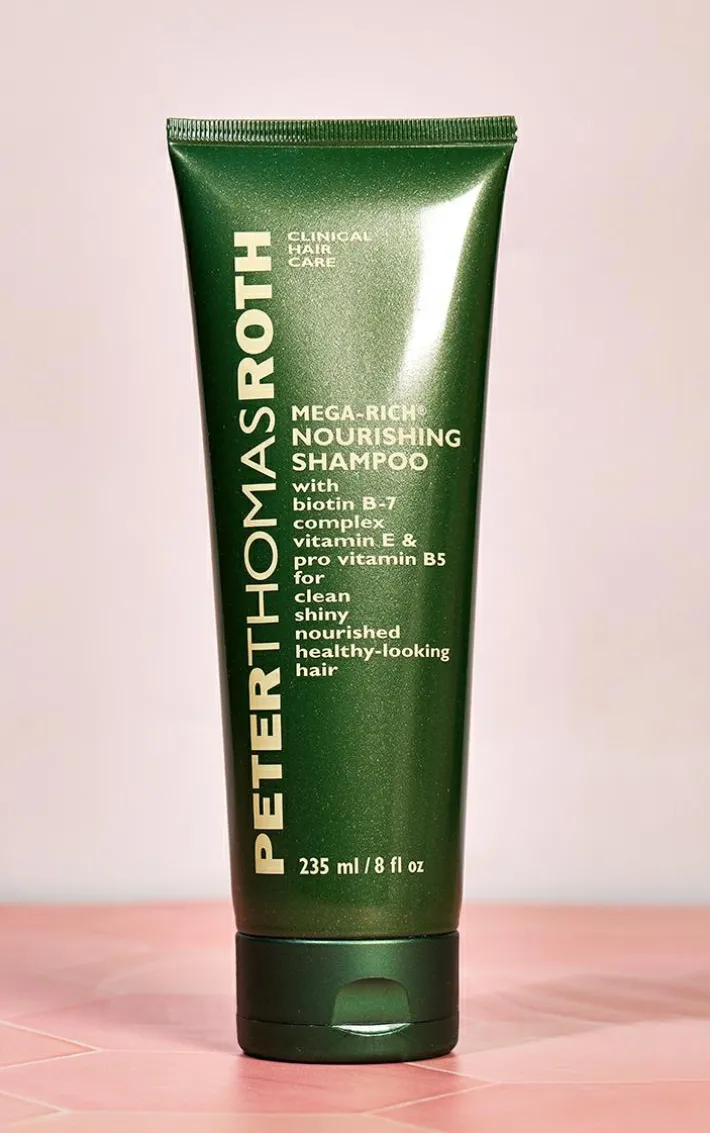 PETERTHOMASROTH
CLINICAL
HAIR
CARE
MEGA-RICH®
NOURISHING
SHAMPOO
with
biotin B-7
complex
vitamin E &
pro vitamin B5
for
clean
shiny
nourished
healthy-looking
hair
235 ml / 8 fl oz